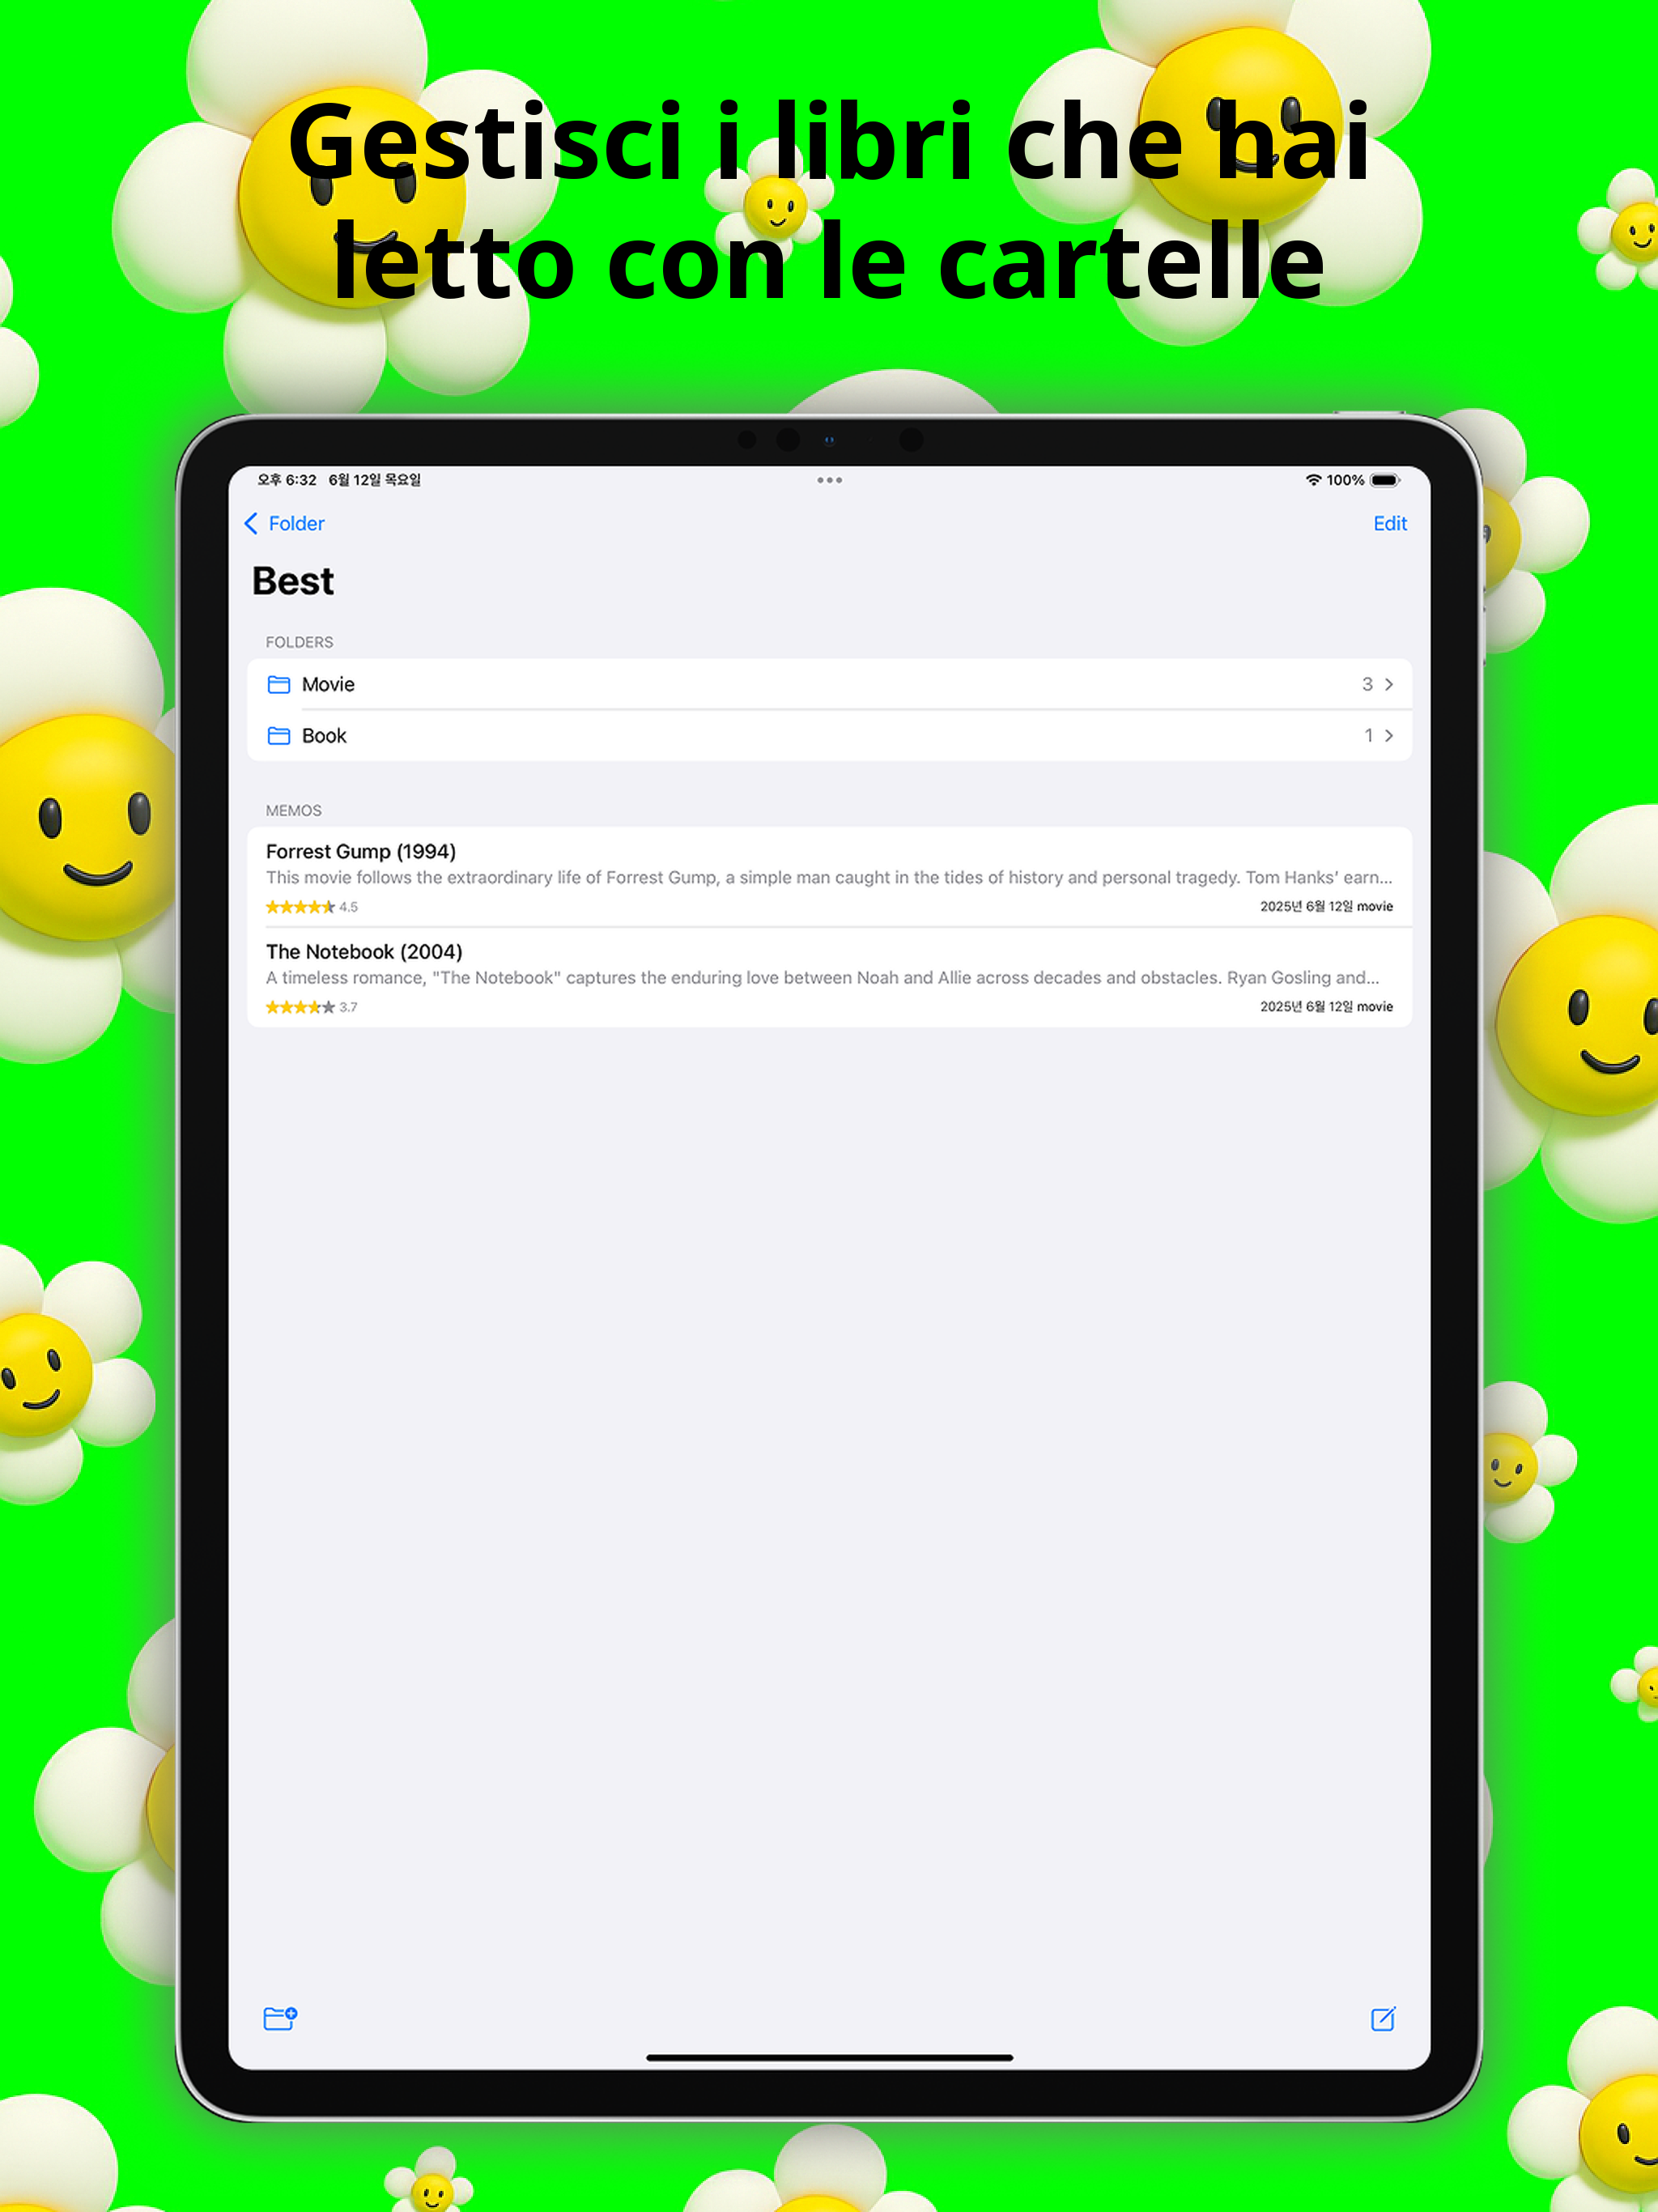 Gestisci i libri che hai
letto con le cartelle
오후 6:32 6월 12일 목요일
100%
Folder
Edit
Best
FOLDERS
Movie 3
Book 1
MEMOS
Forrest Gump (1994)
This movie follows the extraordinary life of Forrest Gump, a simple man caught in the tides of history and personal tragedy. Tom Hanks’ earn...
4.5 2025년 6월 12일 movie
The Notebook (2004)
A timeless romance, "The Notebook" captures the enduring love between Noah and Allie across decades and obstacles. Ryan Gosling and...
3.7 2025년 6월 12일 movie